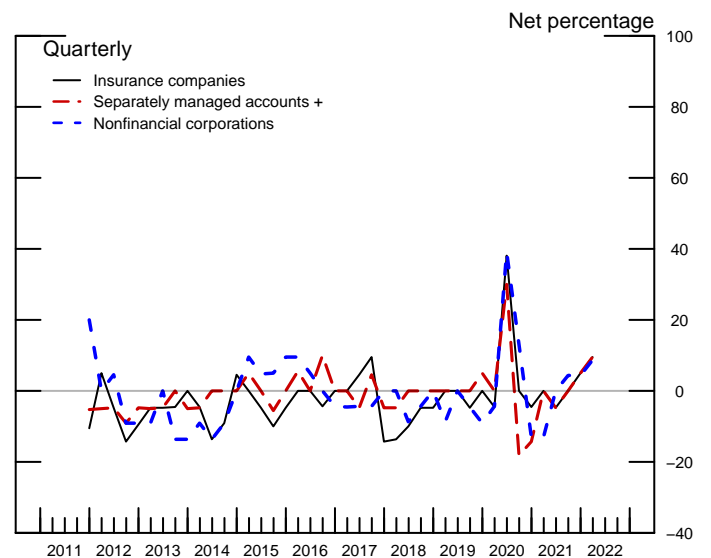 Net percentage
Quarterly
Insurance companies
Separately managed accounts +
Nonfinancial corporations
100
80
60
40
20
0
−20
−40
2011 2012 2013 2014 2015 2016 2017 2018 2019 2020 2021 2022